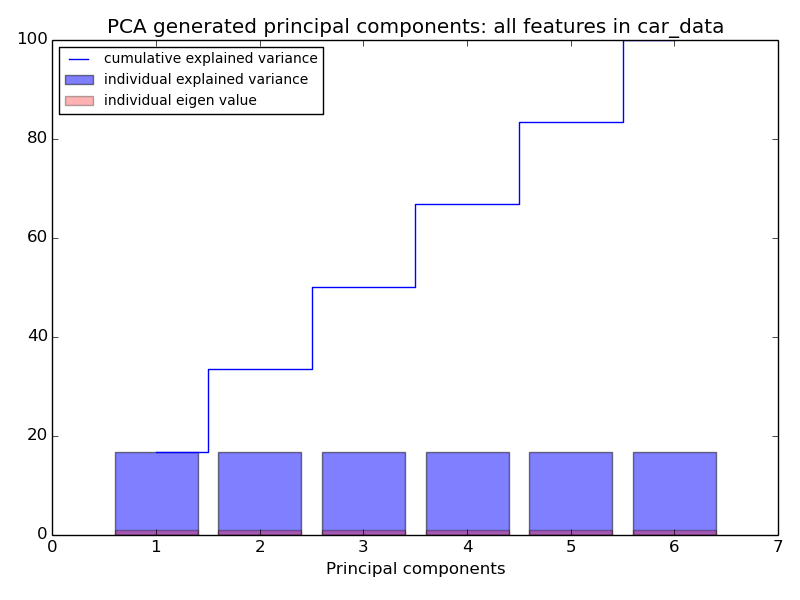 PCA generated principal components: all features in car_data
cumulative explained variance
individual explained variance
individual eigen value
100
80
60
40
20
0
0 1 2 3 4 5 6 7
Principal components